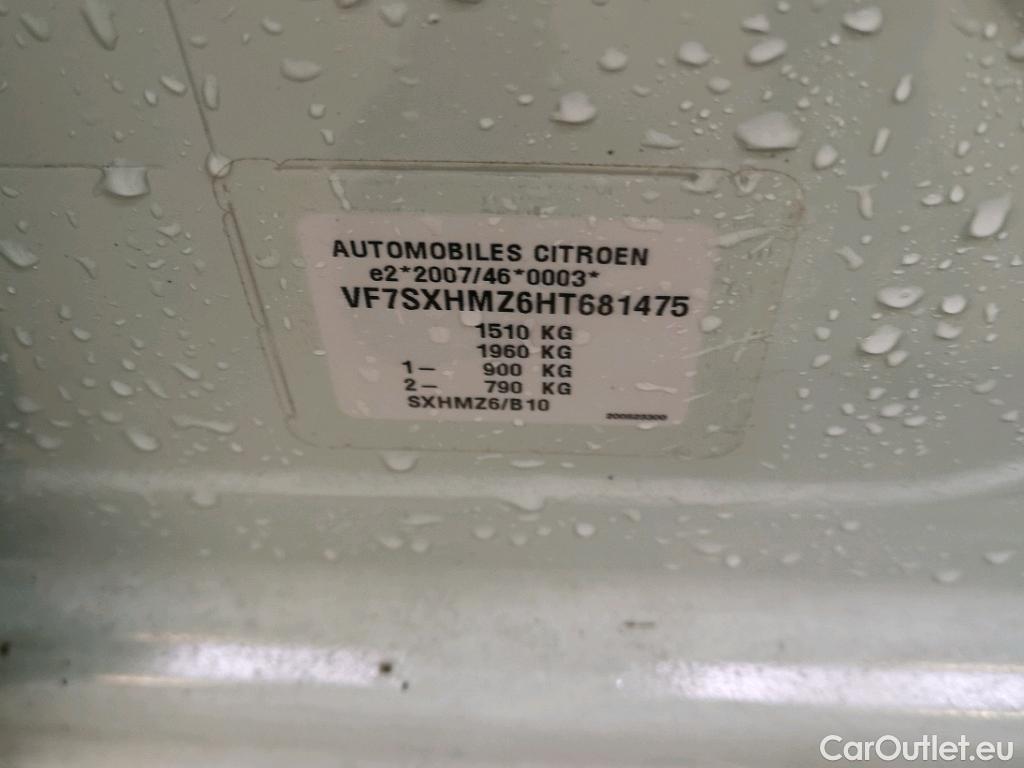 AUTOMOBILES CITROEN
e2*2007/46*0003*
VF7SXHMZ6HT681475
1510 KG
1960 KG
1– 900 KG
2– 790 KG
SXHMZ6/B10
CarOutlet.eu